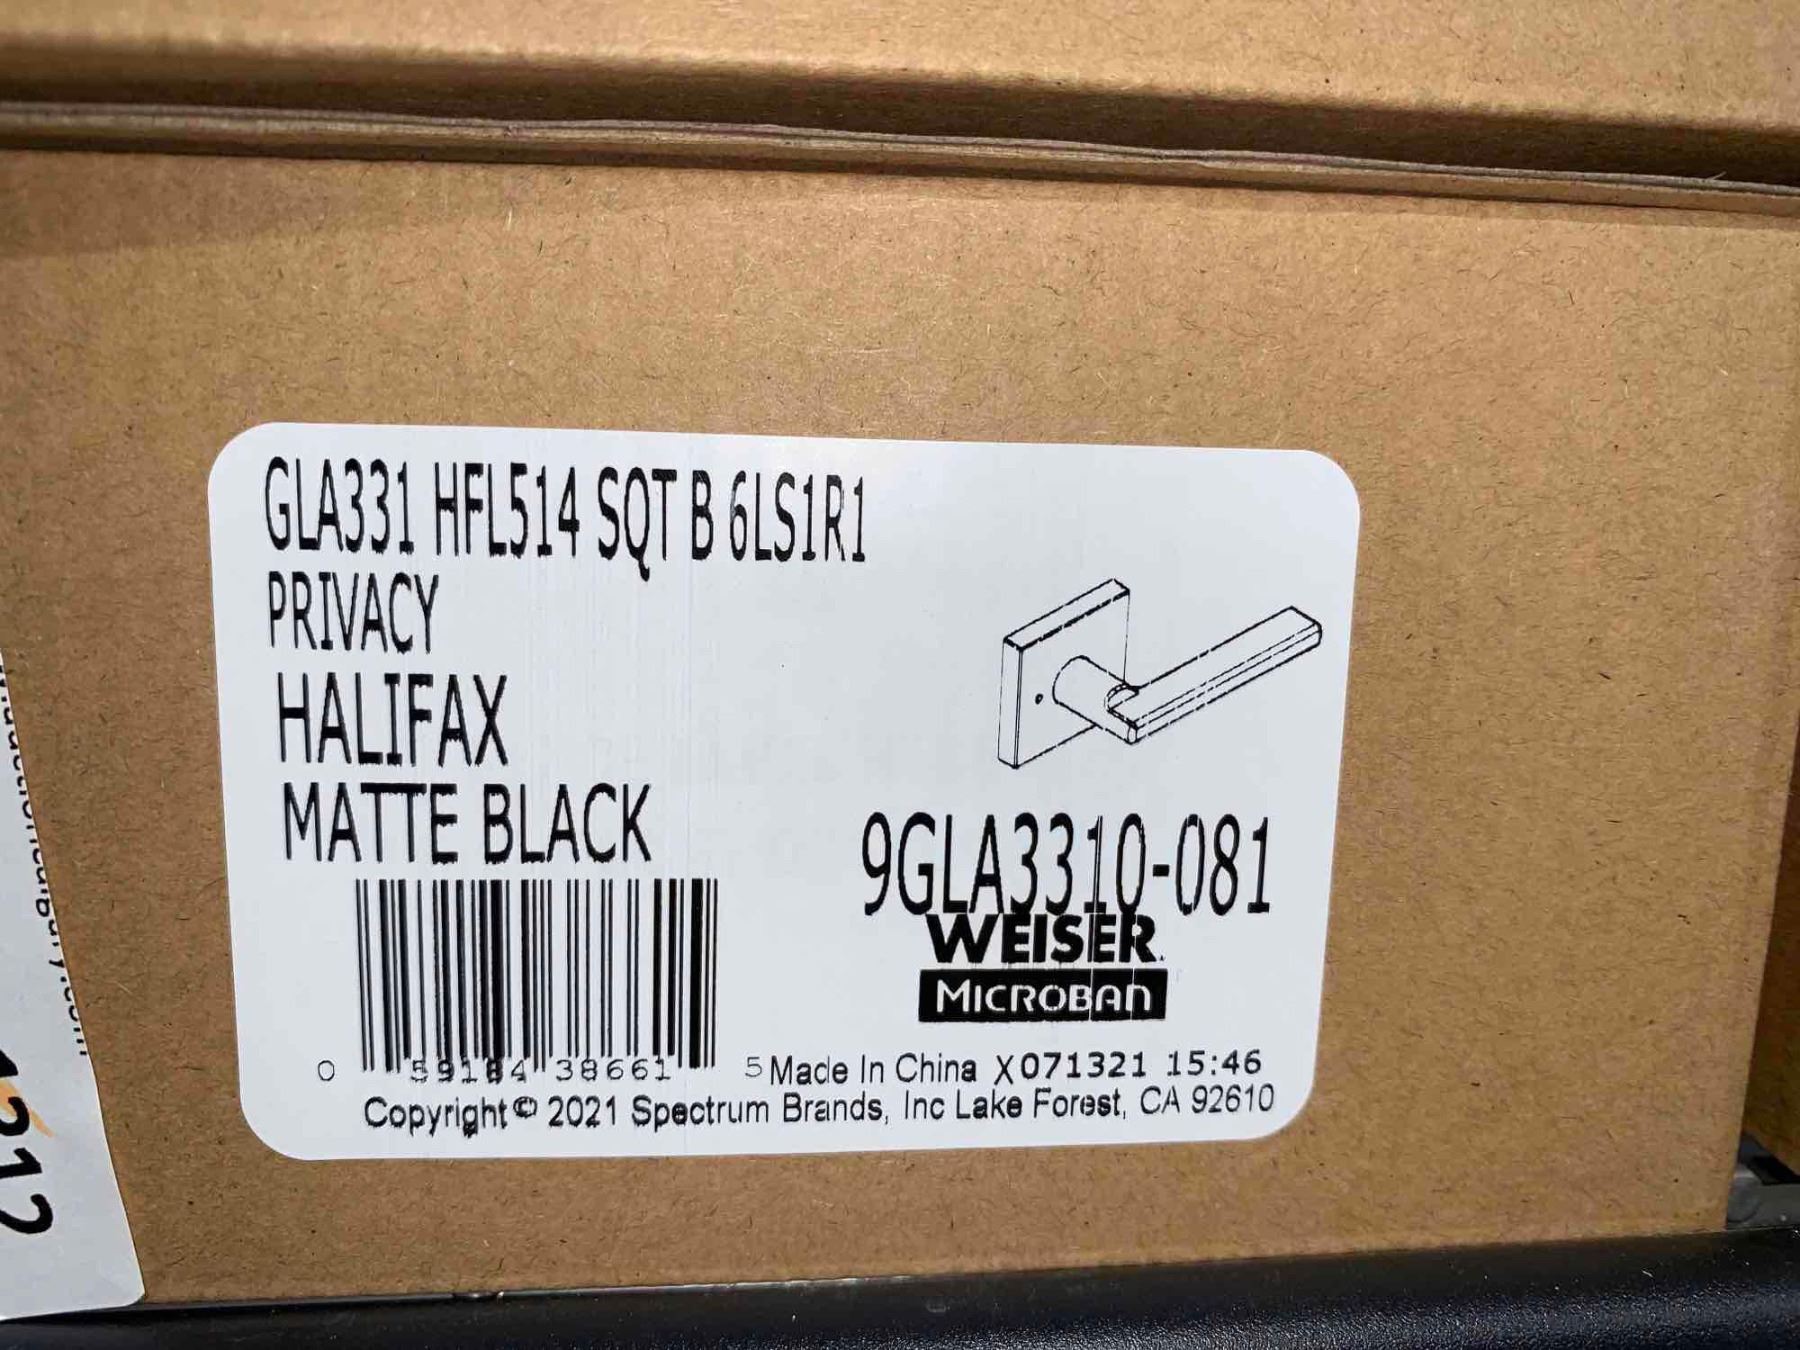 GLA331 HFL514 SQT B 6LS1R1
PRIVACY
HALIFAX
MATTE BLACK
9GLA3310-081
WEISER
MICROBAN
0 59184 38661 5 Made In China X071321 15:46
Copyright © 2021 Spectrum Brands, Inc Lake Forest, CA 92610